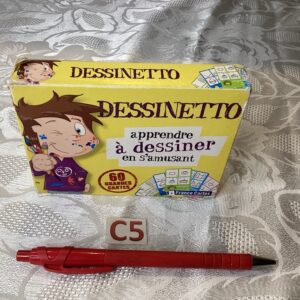 DESSINETTO
DESSINETTO
apprendre
à dessiner
en s'amusant
60
GRANDES
CARTES
France Cartes
C5